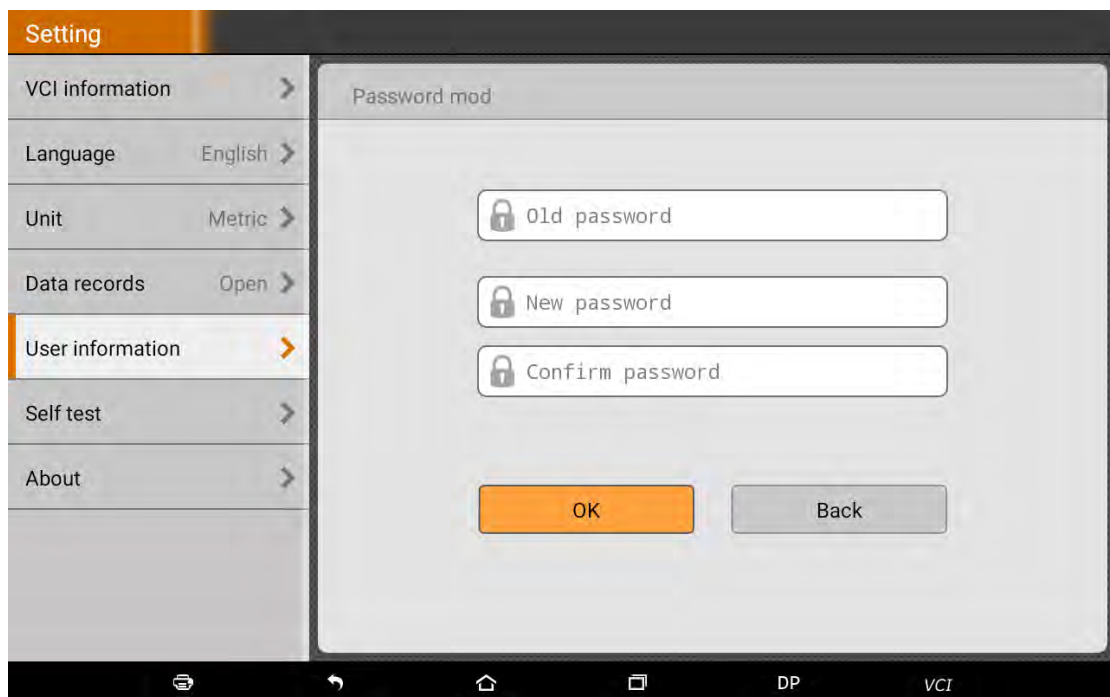 Setting
VCI information
Language English
Unit Metric
Data records Open
User information
Self test
About
Password mod
Old password
New password
Confirm password
OK Back
DP VCI